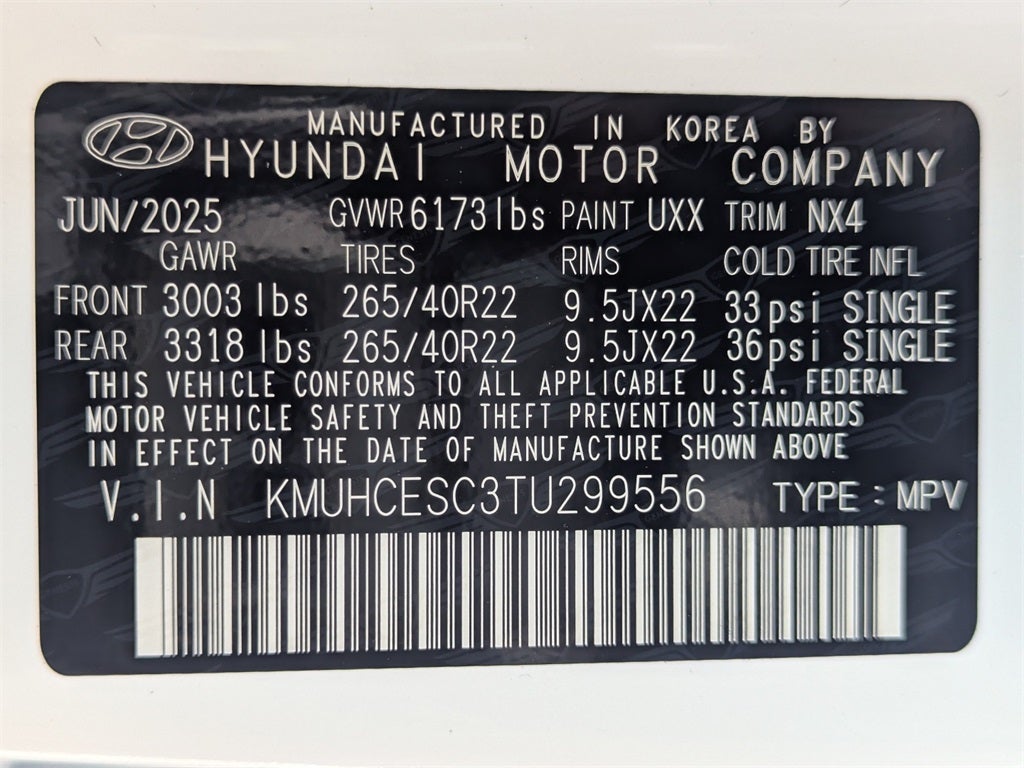 MANUFACTURED IN KOREA BY
HYUNDAI MOTOR COMPANY
JUN/2025 GVWR 6173lbs PAINT UXX TRIM NX4
GAWR TIRES RIMS COLD TIRE INFL
FRONT 3003 lbs 265/40R22 9.5JX22 33psi SINGLE
REAR 3318 lbs 265/40R22 9.5JX22 36psi SINGLE
THIS VEHICLE CONFORMS TO ALL APPLICABLE U.S.A. FEDERAL
MOTOR VEHICLE SAFETY AND THEFT PREVENTION STANDARDS
IN EFFECT ON THE DATE OF MANUFACTURE SHOWN ABOVE
V.I.N KMUHCESC3TU299556 TYPE : MPV